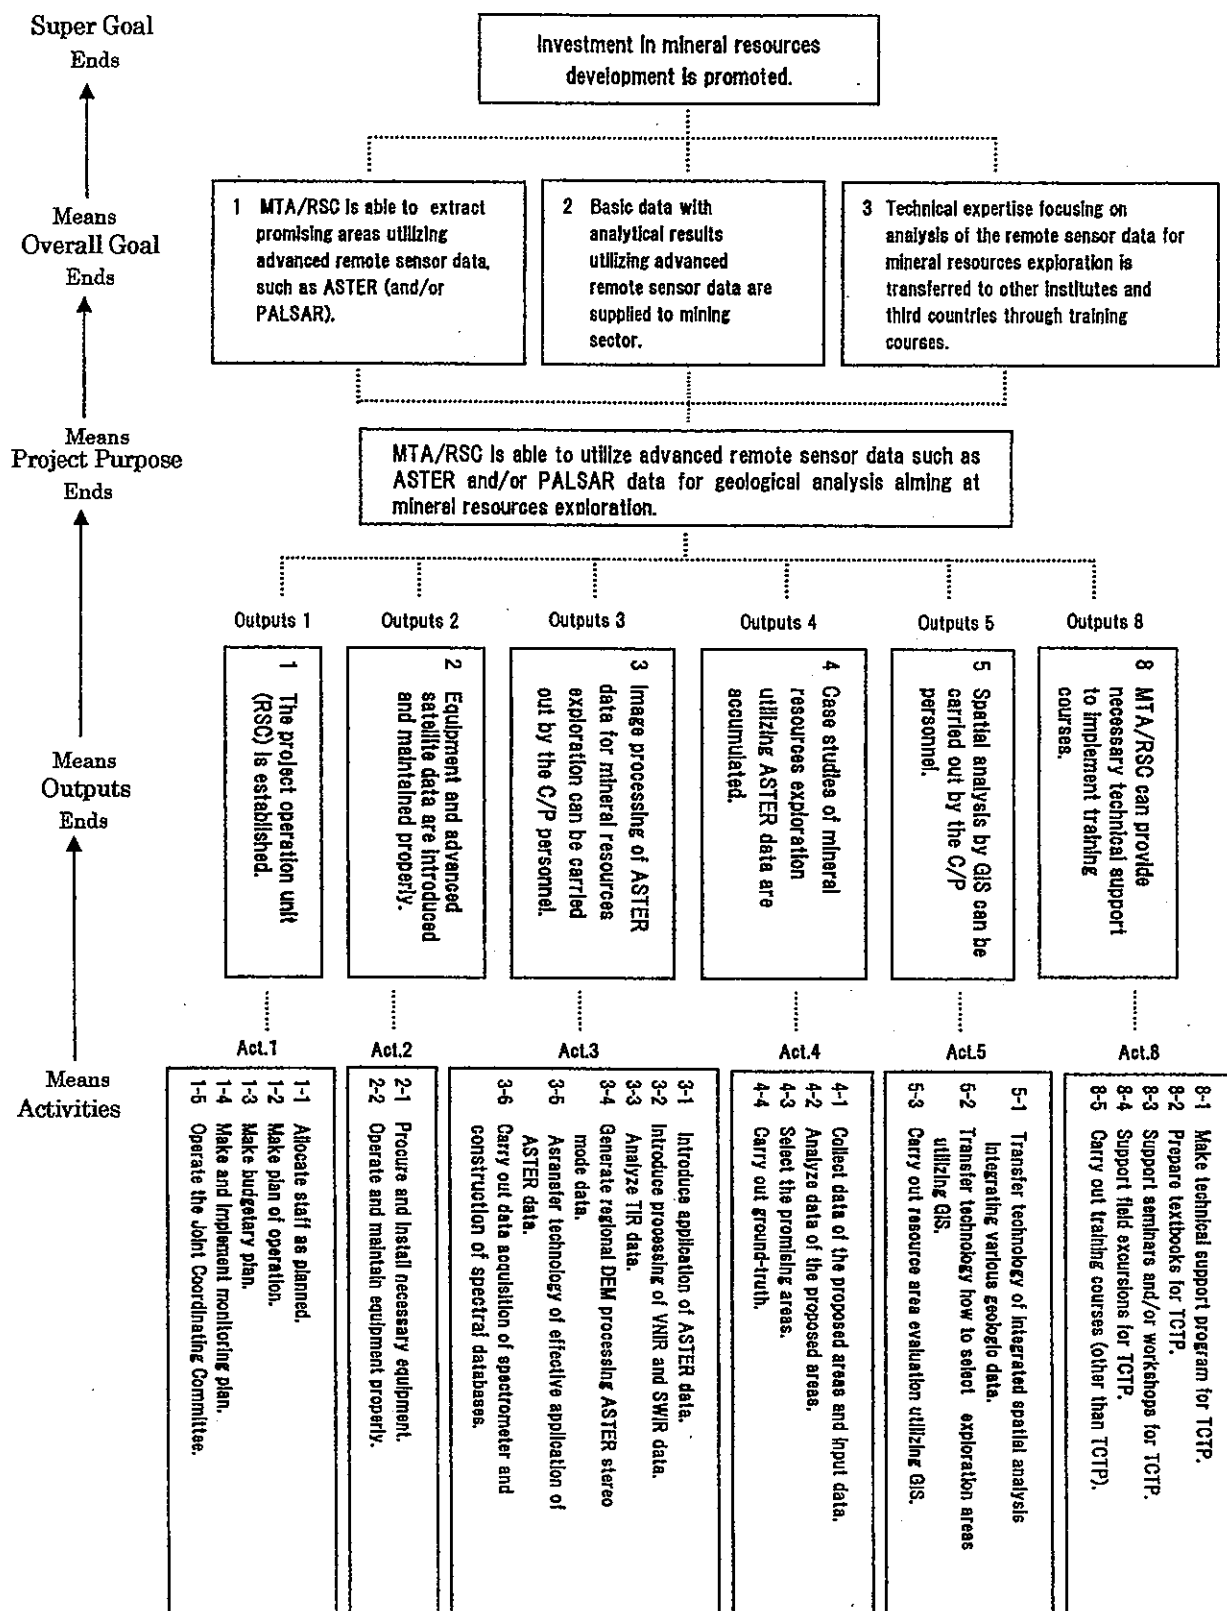 Super Goal
Ends
Means
Overall Goal
Ends
Means
Project Purpose
Ends
Means
Outputs
Ends
Means
Activities
Investment in mineral resources
development is promoted.
1 MTA/RSC is able to extract
promising areas utilizing
advanced remote sensor data,
such as ASTER (and/or
PALSAR).
2 Basic data with
analytical results
utilizing advanced
remote sensor data are
supplied to mining
sector.
3 Technical expertise focusing on
analysis of the remote sensor data for
mineral resources exploration is
transferred to other institutes and
third countries through training
courses.
MTA/RSC is able to utilize advanced remote sensor data such as
ASTER and/or PALSAR data for geological analysis aiming at
mineral resources exploration.
Outputs 1
1 The project operation unit
(RSC) is established.
Outputs 2
2 Equipment and advanced
satellite data are introduced
and maintained properly.
Outputs 3
3 Image processing of ASTER
data for mineral resources
exploration can be carried
out by the C/P personnel.
Outputs 4
4 Case studies of mineral
resources exploration
utilizing ASTER data are
accumulated.
Outputs 5
5 Spatial analysis by GIS can be
carried out by the C/P
personnel.
Outputs 8
8 MTA/RSC can provide
necessary technical support
to implement training
courses.
Act.1
1-1 Allocate staff as planned.
1-2 Make plan of operation.
1-3 Make budgetary plan.
1-4 Make and implement monitoring plan.
1-5 Operate the Joint Coordinating Committee.
Act.2
2-1 Procure and install necessary equipment.
2-2 Operate and maintain equipment properly.
Act.3
3-1 Introduce application of ASTER data.
3-2 Introduce processing of VNIR and SWIR data.
3-3 Analyze TIR data.
3-4 Generate regional DEM processing ASTER stereo
mode data.
3-5 Asransfer technology of effective application of
ASTER data.
3-6 Carry out data acquisition of spectrometer and
construction of spectral databases.
Act.4
4-1 Collect data of the proposed areas and input data.
4-2 Analyze data of the proposed areas.
4-3 Select the promising areas.
4-4 Carry out ground-truth.
Act.5
5-1 Transfer technology of integrated spatial analysis
integrating various geologic data.
5-2 Transfer technology how to select exploration areas
utilizing GIS.
5-3 Carry out resource area evaluation utilizing GIS.
Act.8
8-1 Make technical support program for TCTP.
8-2 Prepare textbooks for TCTP.
8-3 Support seminars and/or workshops for TCTP.
8-4 Support field excursions for TCTP.
8-5 Carry out training courses (other than TCTP).